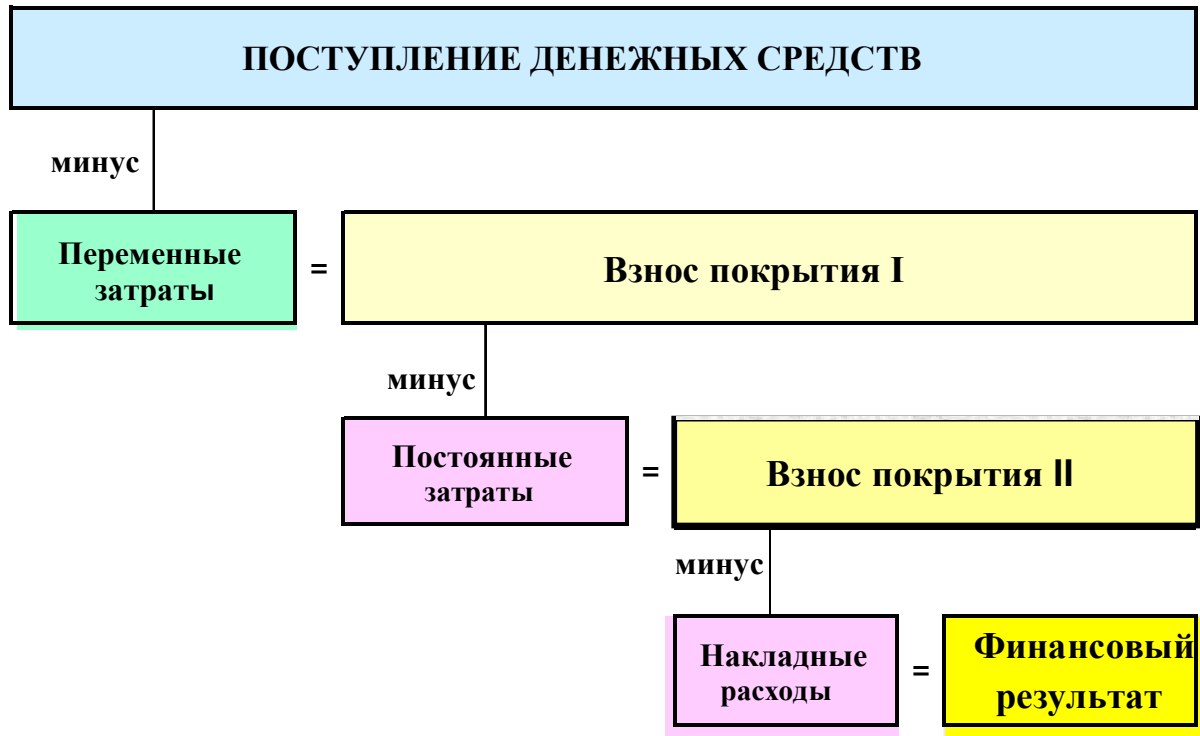 ПОСТУПЛЕНИЕ ДЕНЕЖНЫХ СРЕДСТВ
минус
Переменные
затраты
=
Взнос покрытия I
минус
Постоянные
затраты
=
Взнос покрытия II
минус
Накладные
расходы
=
Финансовый
результат